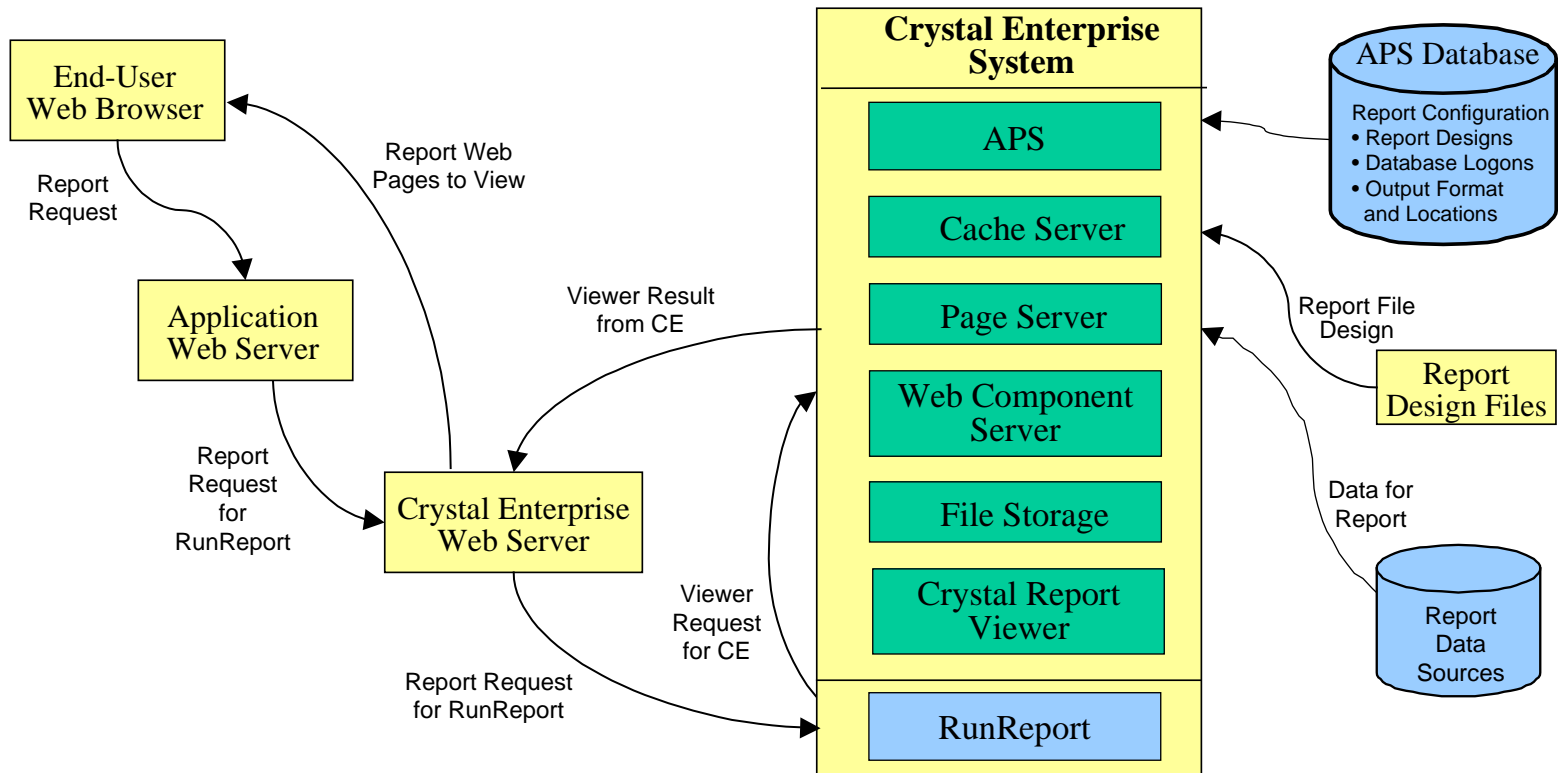 End-User
Web Browser
Report
Request
Application
Web Server
Report
Request
for
RunReport
Report Web
Pages to View
Crystal Enterprise
Web Server
Viewer Result
from CE
Viewer
Request
for CE
Report Request
for RunReport
Crystal Enterprise
System
APS
Cache Server
Page Server
Web Component
Server
File Storage
Crystal Report
Viewer
RunReport
APS Database
Report Configuration
• Report Designs
• Database Logons
• Output Format
and Locations
Report File
Design
Report
Design Files
Data for
Report
Report
Data
Sources